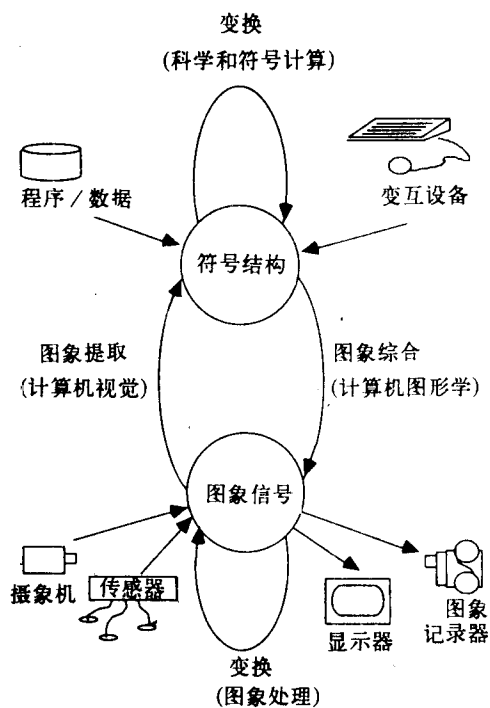 变换
(科学和符号计算)
程序／数据
变互设备
符号结构
图象提取
(计算机视觉)
图象综合
(计算机图形学)
图象信号
摄象机
传感器
显示器
图象
记录器
变换
(图象处理)